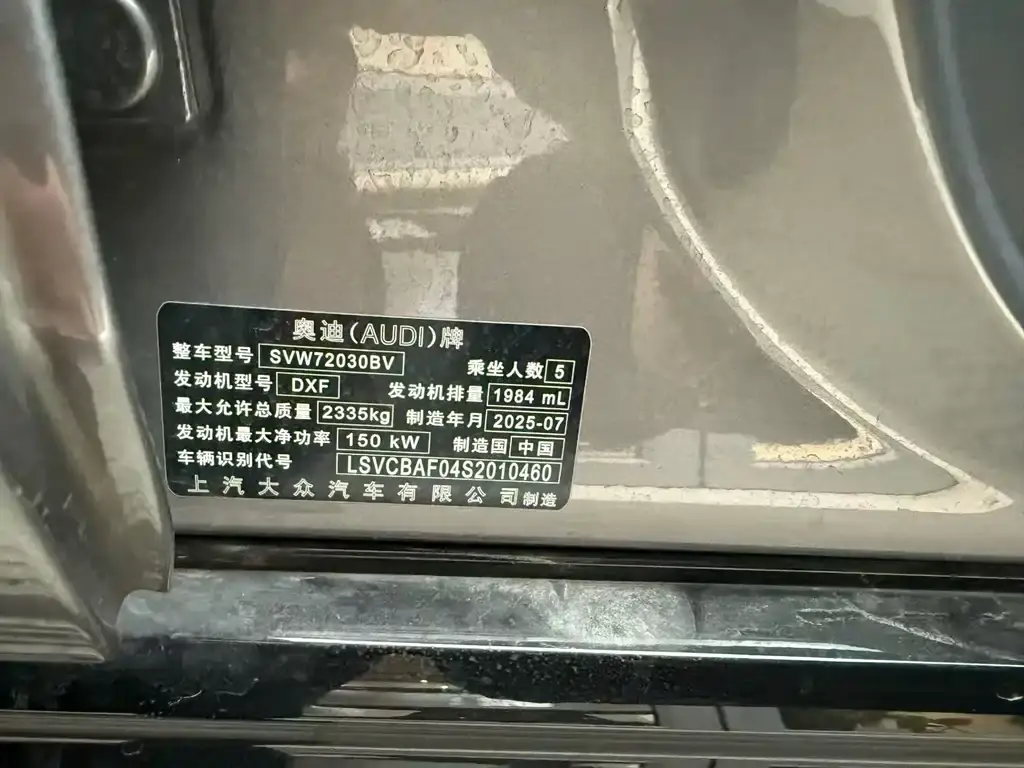 奥迪(AUDI)牌
整车型号 SVW72030BV 乘坐人数 5
发动机型号 DXF 发动机排量 1984 mL
最大允许总质量 2335kg 制造年月 2025-07
发动机最大净功率 150 kW 制造国 中国
车辆识别代号 LSVCBAF04S2010460
上汽大众汽车有限公司制造